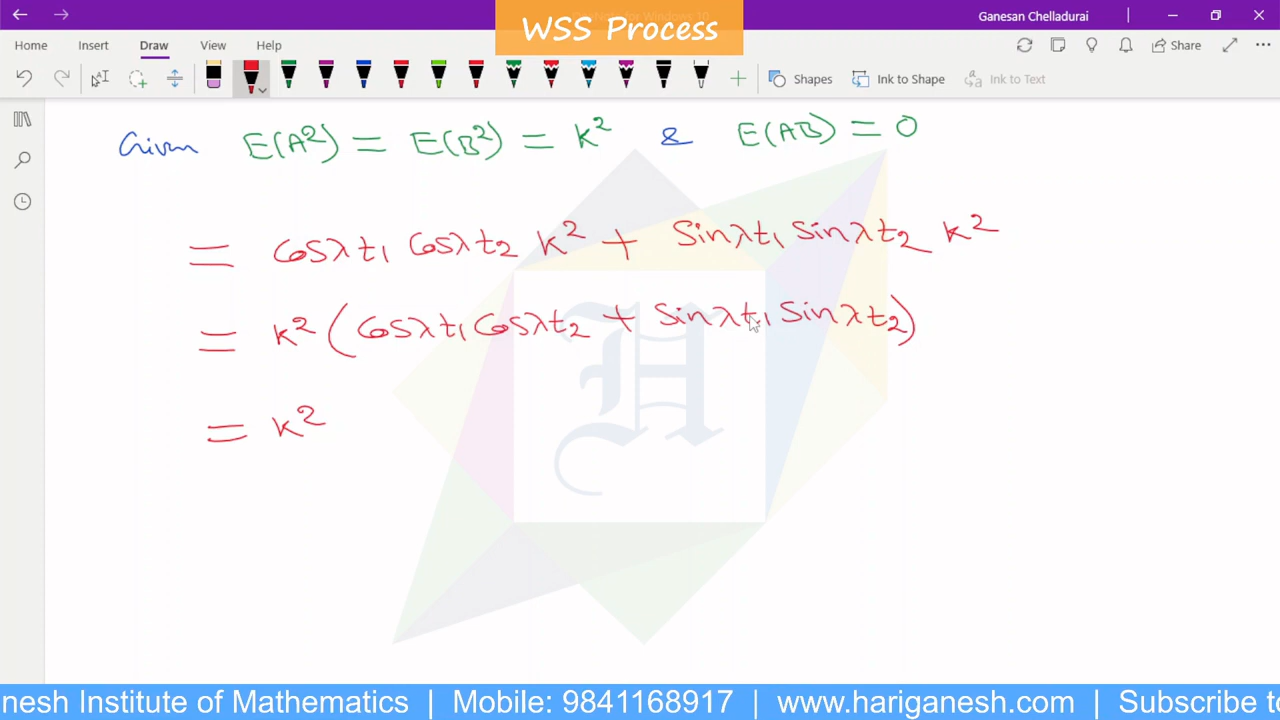 Ganesan Chelladurai
WSS Process
Home Insert Draw View Help
Share
Shapes Ink to Shape Ink to Text
Given E(A²) = E(B²) = k² & E(AB) = 0
= Cosλt₁ Cosλt₂ k² + Sinλt₁ Sinλt₂ k²
= k² (Cosλt₁ Cosλt₂ + Sinλt₁ Sinλt₂)
= k²
H
nesh Institute of Mathematics | Mobile: 9841168917 | www.hariganesh.com | Subscribe to